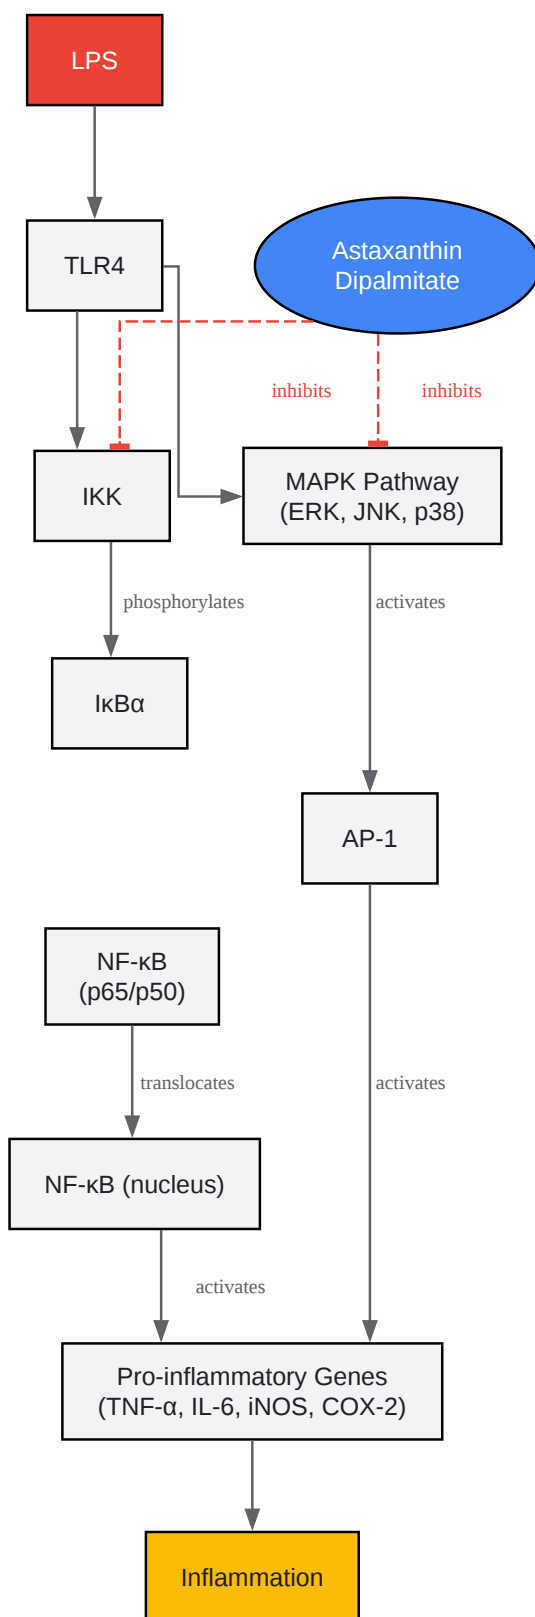 LPS
TLR4
Astaxanthin
Dipalmitate
inhibits
inhibits
IKK
MAPK Pathway
(ERK, JNK, p38)
phosphorylates
activates
IκBα
AP-1
NF-κB
(p65/p50)
translocates
activates
NF-κB (nucleus)
activates
Pro-inflammatory Genes
(TNF-α, IL-6, iNOS, COX-2)
Inflammation